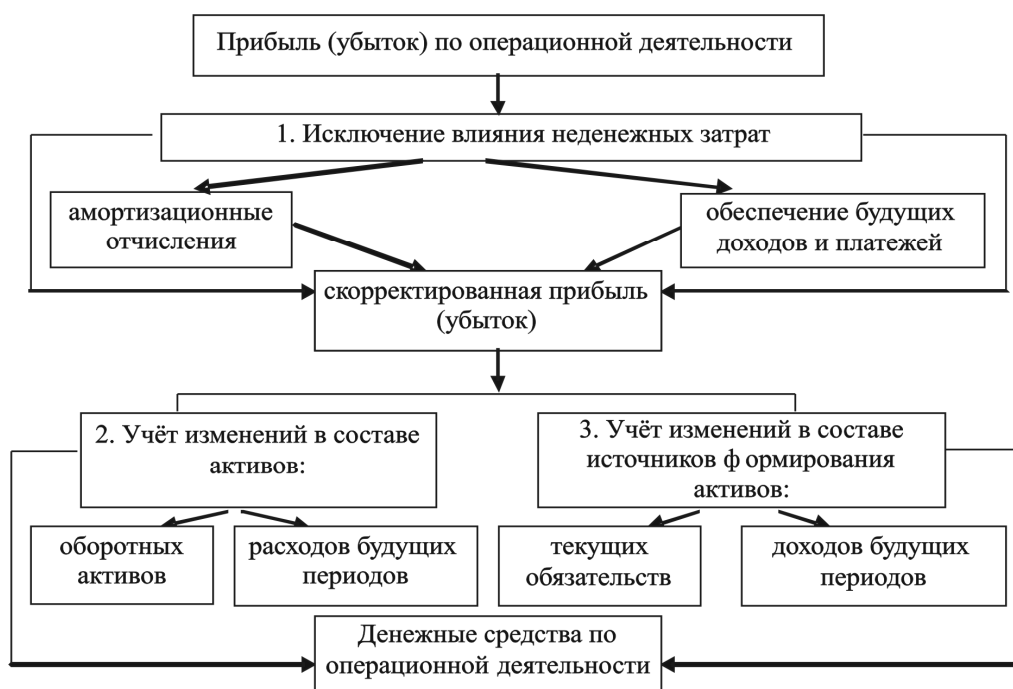 Прибыль (убыток) по операционной деятельности
1. Исключение влияния неденежных затрат
амортизационные
отчисления
обеспечение будущих
доходов и платежей
скорректированная прибыль
(убыток)
2. Учёт изменений в составе
активов:
3. Учёт изменений в составе
источников ф ормирования
активов:
оборотных
активов
расходов будущих
периодов
текущих
обязательств
доходов будущих
периодов
Денежные средства по
операционной деятельности